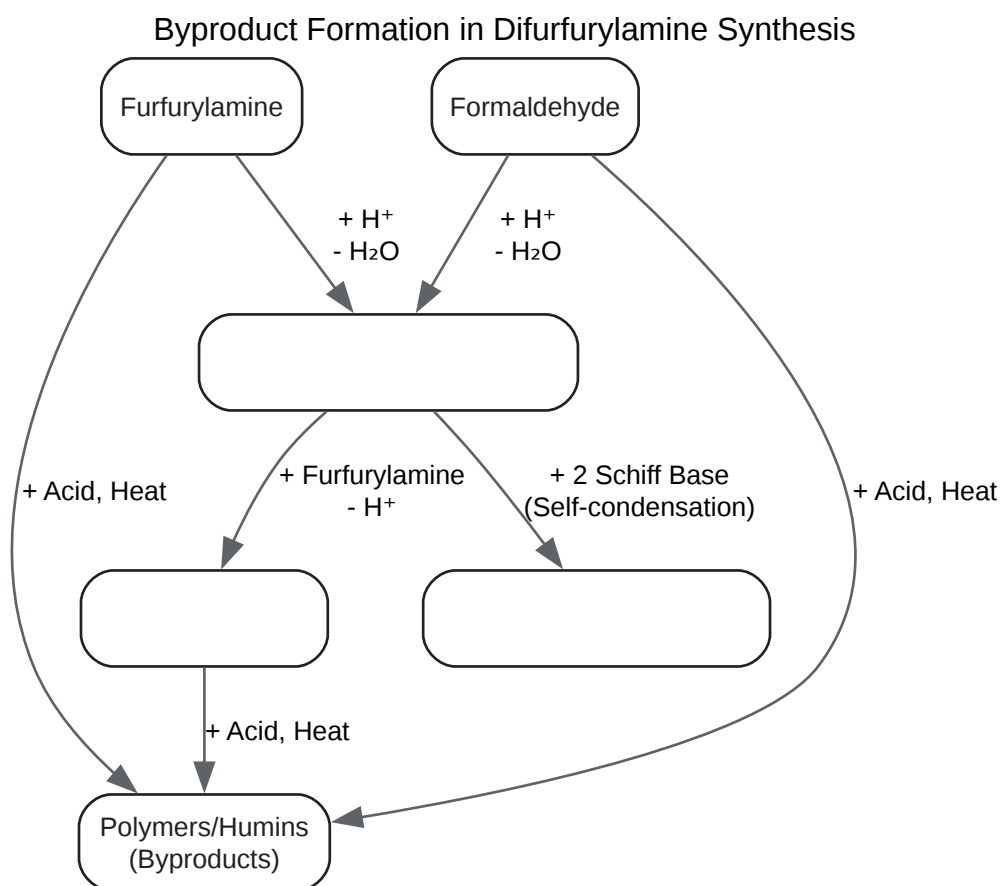 Byproduct Formation in Difurfurylamine Synthesis
Furfurylamine
Formaldehyde
+ H⁺
- H₂O
+ H⁺
- H₂O
+ Furfurylamine
- H⁺
+ 2 Schiff Base
(Self-condensation)
+ Acid, Heat
+ Acid, Heat
+ Acid, Heat
Polymers/Humins
(Byproducts)